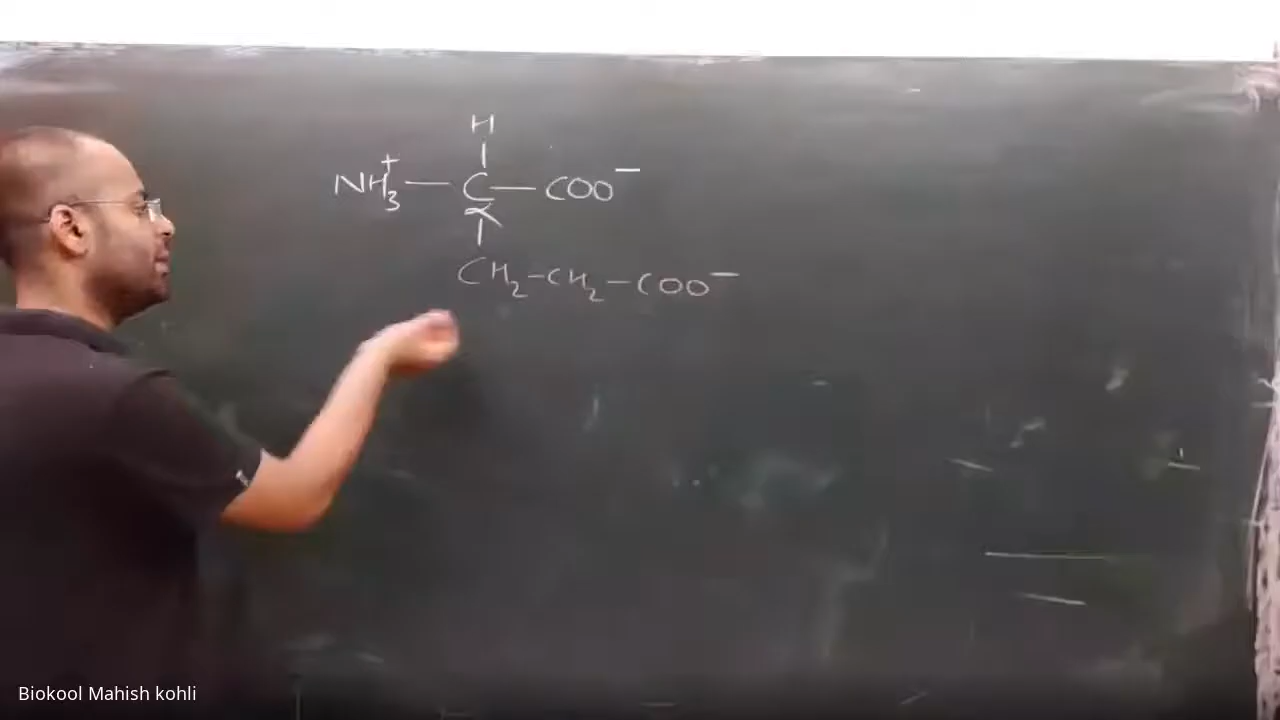 H
NH3+ — C — COO−
α
CH2-CH2-COO−
Biokool Mahish kohli